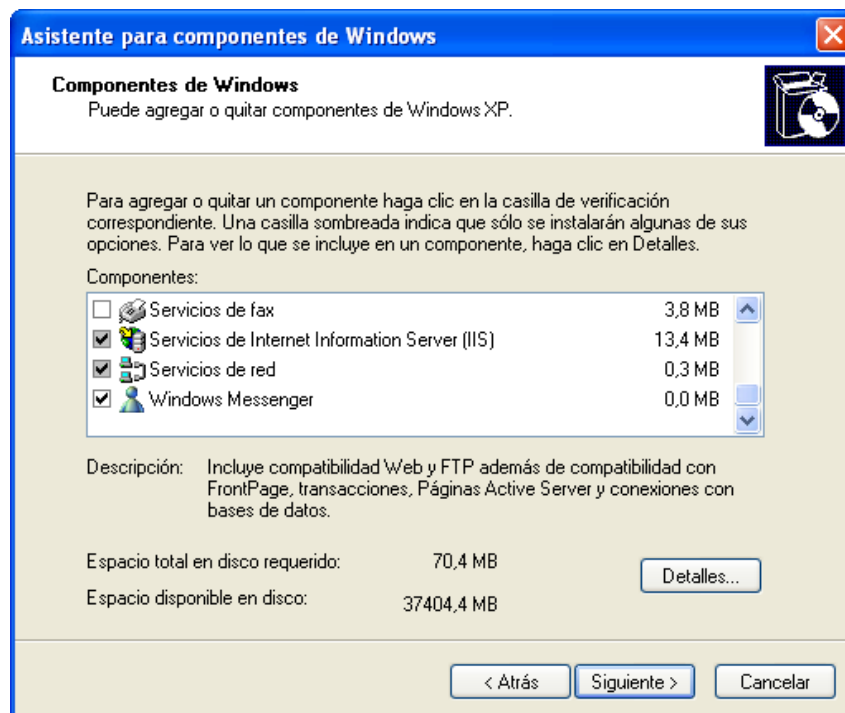 Asistente para componentes de Windows
Componentes de Windows
Puede agregar o quitar componentes de Windows XP.
Para agregar o quitar un componente haga clic en la casilla de verificación
correspondiente. Una casilla sombreada indica que sólo se instalarán algunas de sus
opciones. Para ver lo que se incluye en un componente, haga clic en Detalles.
Componentes:
Servicios de fax 3,8 MB
Servicios de Internet Information Server (IIS) 13,4 MB
Servicios de red 0,3 MB
Windows Messenger 0,0 MB
Descripción: Incluye compatibilidad Web y FTP además de compatibilidad con
FrontPage, transacciones, Páginas Active Server y conexiones con
bases de datos.
Espacio total en disco requerido: 70,4 MB
Espacio disponible en disco: 37404,4 MB
Detalles...
< Atrás Siguiente > Cancelar